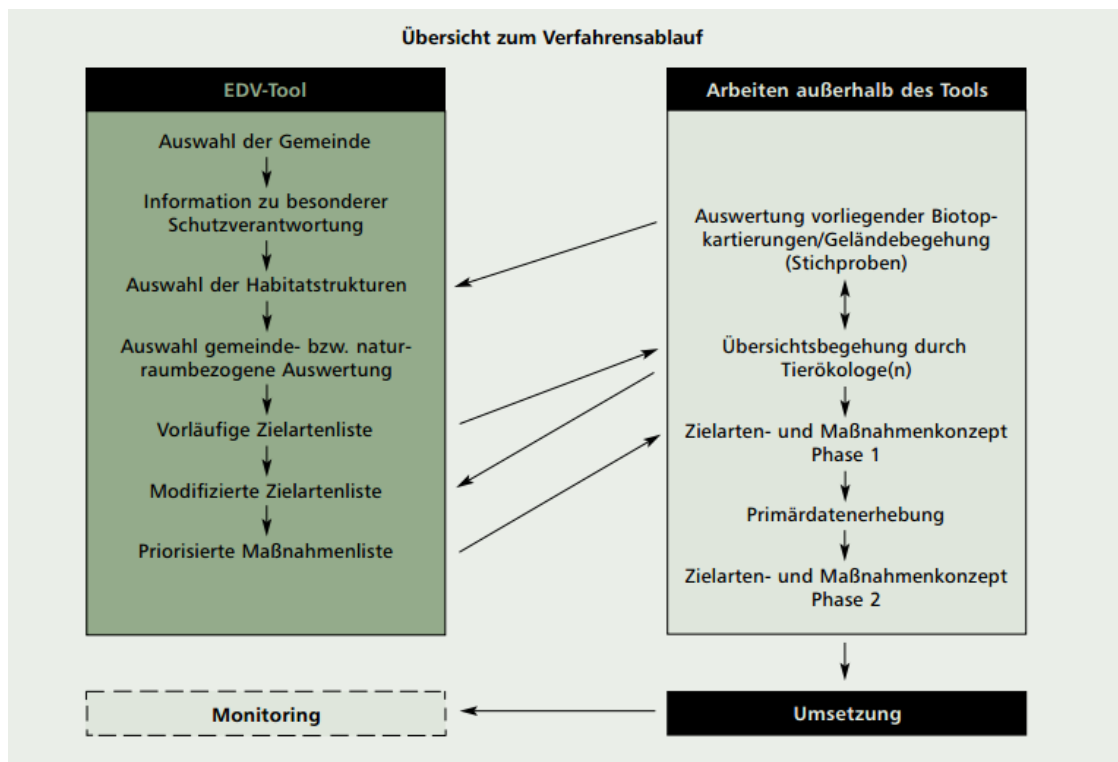 Übersicht zum Verfahrensablauf
EDV-Tool
Auswahl der Gemeinde
Information zu besonderer
Schutzverantwortung
Auswahl der Habitatstrukturen
Auswahl gemeinde- bzw. natur-
raumbezogene Auswertung
Vorläufige Zielartenliste
Modifizierte Zielartenliste
Priorisierte Maßnahmenliste
Arbeiten außerhalb des Tools
Auswertung vorliegender Biotop-
kartierungen/Geländebegehung
(Stichproben)
Übersichtsbegehung durch
Tierökologe(n)
Zielarten- und Maßnahmenkonzept
Phase 1
Primärdatenerhebung
Zielarten- und Maßnahmenkonzept
Phase 2
Monitoring
Umsetzung